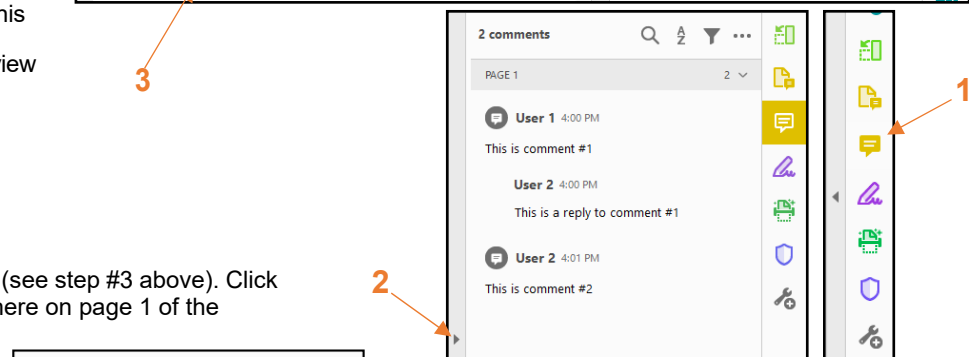 his
view
3
2 comments
PAGE 1
2
User 1 4:00 PM
This is comment #1
User 2 4:00 PM
This is a reply to comment #1
User 2 4:01 PM
This is comment #2
1
(see step #3 above). Click
here on page 1 of the
2